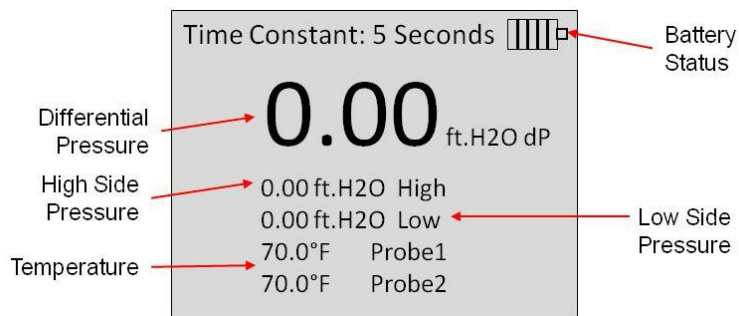 Time Constant: 5 Seconds
Battery
Status
0.00 ft.H2O dP
Differential
Pressure
High Side
Pressure
0.00 ft.H2O High
0.00 ft.H2O Low
Low Side
Pressure
Temperature
70.0°F Probe1
70.0°F Probe2